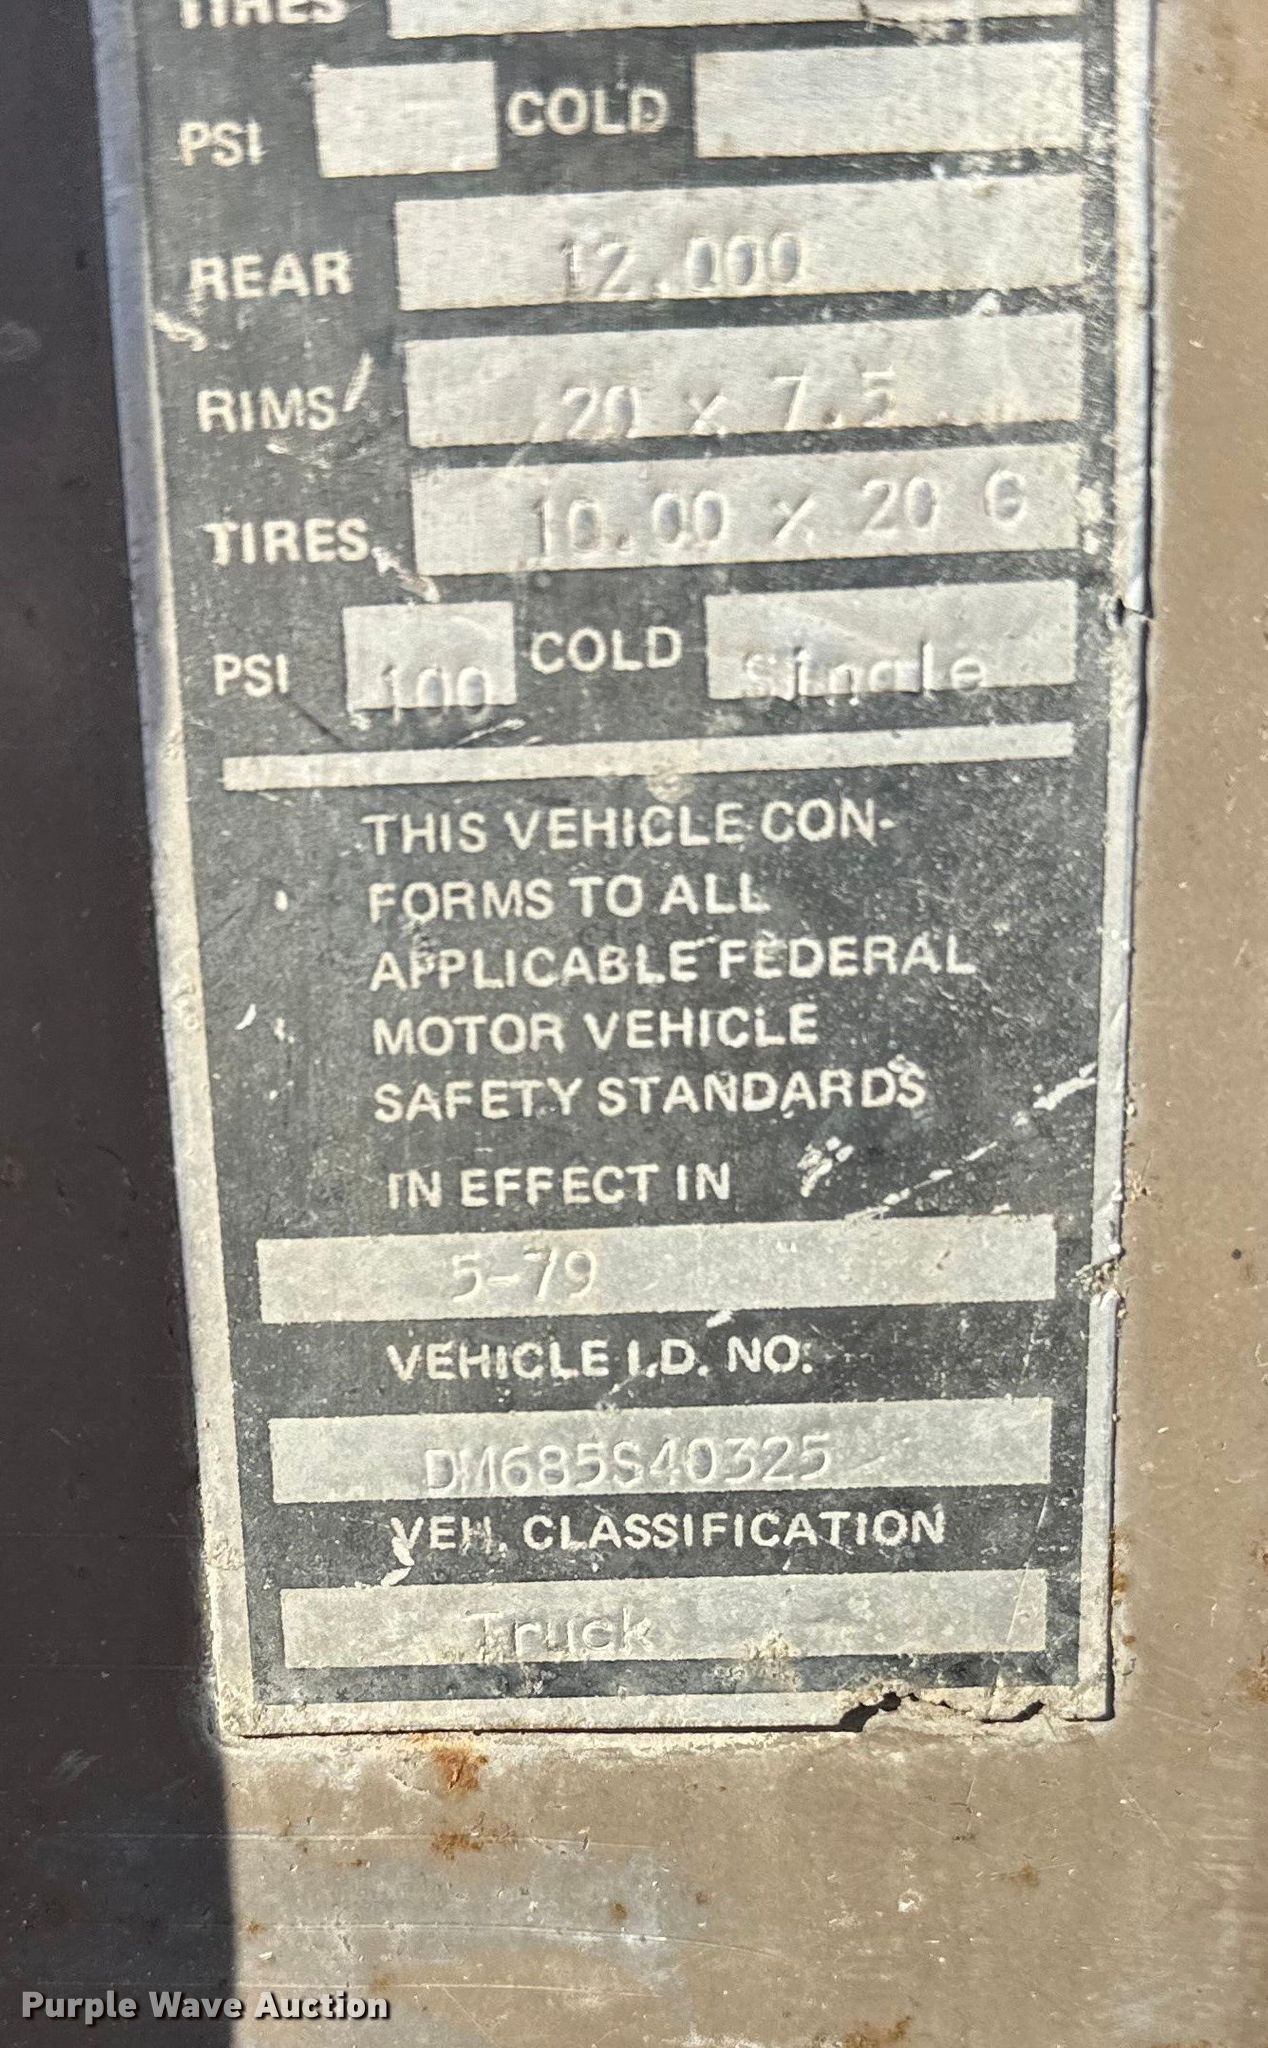 TIRES
PSI COLD
REAR 12.000
RIMS 20 x 7.5
TIRES 10.00 x 20 G
PSI 100 COLD Single
THIS VEHICLE CON-
FORMS TO ALL
APPLICABLE FEDERAL
MOTOR VEHICLE
SAFETY STANDARDS
IN EFFECT IN
5-79
VEHICLE I.D. NO.
DM685S40325
VEH. CLASSIFICATION
Truck
Purple Wave Auction